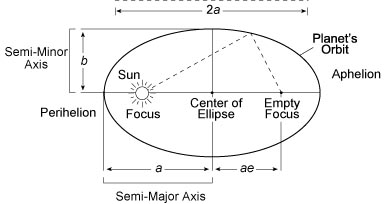 2a
Semi-Minor
Axis
b
Planet's
Orbit
Sun
Aphelion
Perihelion
Focus
Center of
Ellipse
Empty
Focus
a
ae
Semi-Major Axis